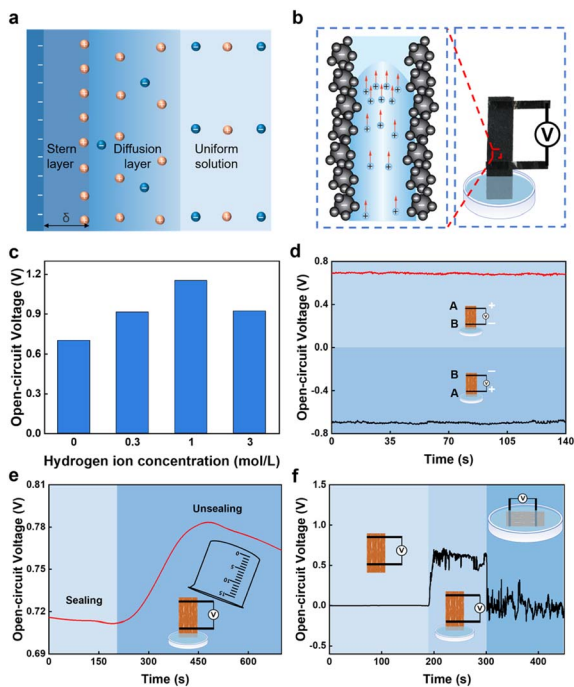 a
Stern
layer
Diffusion
layer
Uniform
solution
δ
b
V
c
Open-circuit Voltage (V)
1.2
0.9
0.6
0.3
0.0
0
0.3
1
3
Hydrogen ion concentration (mol/L)
d
Open-circuit Voltage (V)
0.8
0.4
0.0
-0.4
-0.8
A
B
+
−
B
A
−
+
0
35
70
105
140
Time (s)
e
Open-circuit Voltage (V)
0.81
0.78
0.75
0.72
0.69
Unsealing
Sealing
V
0
200
400
600
Time (s)
f
Open-circuit Voltage (V)
1.5
1.0
0.5
0.0
-0.5
V
V
V
0
100
200
300
400
Time (s)